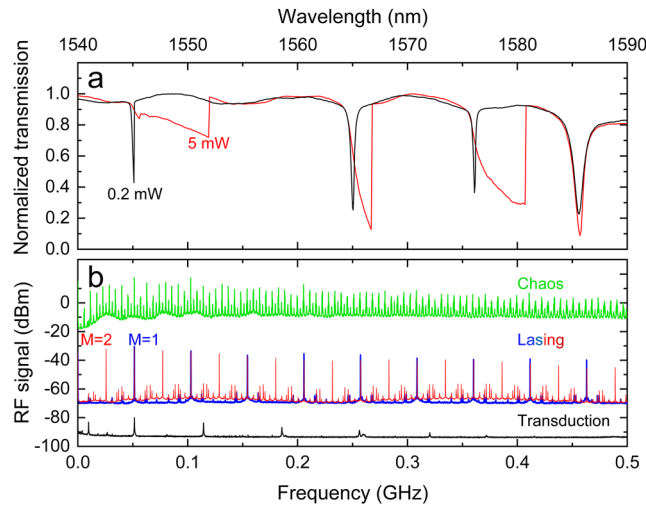 Wavelength (nm)
1540 1550 1560 1570 1580 1590
Normalized transmission
a
1.0
0.8
0.6
0.4
0.2
0.0
5 mW
0.2 mW
b
RF signal (dBm)
0
-20
-40
-60
-80
-100
Chaos
M=2 M=1 Lasing
Transduction
0.0 0.1 0.2 0.3 0.4 0.5
Frequency (GHz)